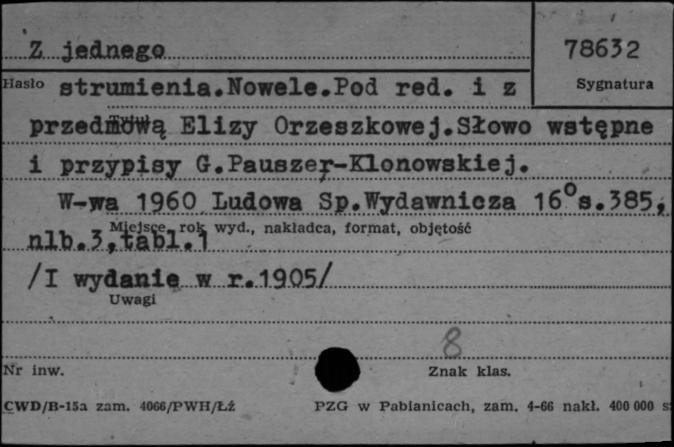 Z jednego
78632
Hasło
Sygnatura
strumienia.Nowele.Pod red. i z
przedmową Elizy Orzeszkowej.Słowo wstępne
i przypisy G.Pauszer-Klonowskiej.
W-wa 1960 Ludowa Sp.Wydawnicza 16°s.385,
Miejsce, rok wyd., nakładca, format, objętość
nlb.3,tabl.1
/I wydanie w r.1905/
Uwagi
8
Nr inw.
Znak klas.
CWD/B-15a zam. 4066/PWH/Łź
PZG w Pabianicach, zam. 4-66 nakł. 400 000 s